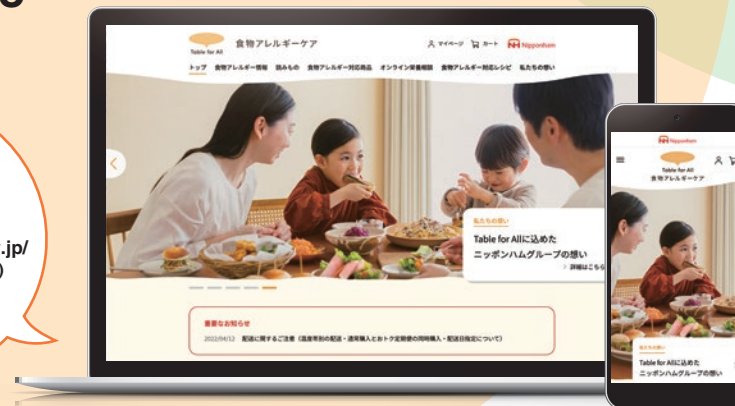 Table for All
食物アレルギーケア
マイページ
カート
Nipponham
トップ 食物アレルギー情報 読みもの 食物アレルギー対応商品 オンライン栄養相談 食物アレルギー対応レシピ 私たちの想い
私たちの想い
Table for Allに込めた
ニッポンハムグループの想い
詳細はこちら
重要なお知らせ
2022/04/12 配送に関するご注意（温度帯別の配送・通常購入とおトク定期便の同時購入・配送日指定について）
.jp/
)
Nipponham
Table for All
食物アレルギーケア
私たちの想い
Table for Allに込めた
ニッポンハムグループの想い